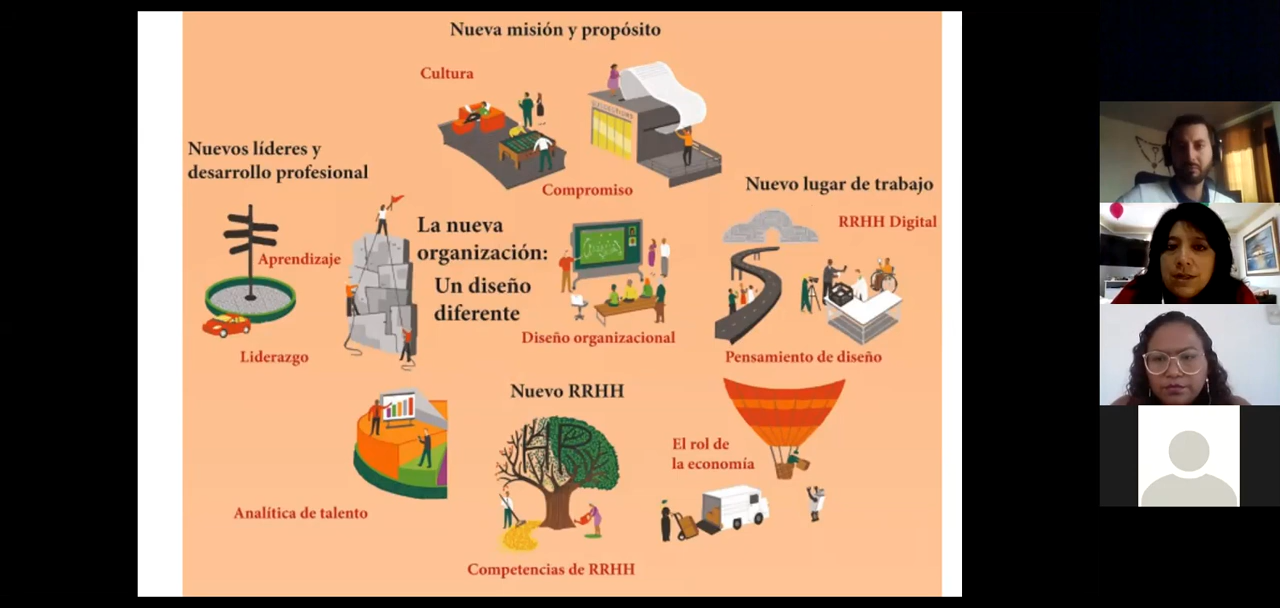 Nueva misión y propósito
Cultura
Compromiso
Nuevos líderes y
desarrollo profesional
Aprendizaje
Liderazgo
La nueva
organización:
Un diseño
diferente
Diseño organizacional
Nuevo lugar de trabajo
RRHH Digital
Pensamiento de diseño
Nuevo RRHH
HR
El rol de
la economía
Analítica de talento
Competencias de RRHH